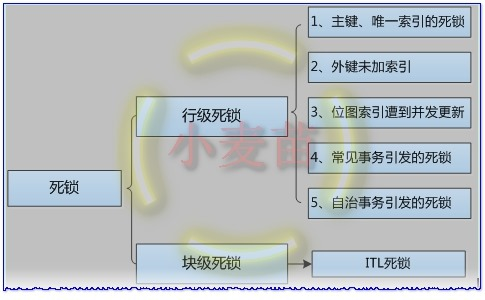 死锁
行级死锁
1、主键、唯一索引的死锁
2、外键未加索引
3、位图索引遭到并发更新
4、常见事务引发的死锁
5、自治事务引发的死锁
块级死锁
ITL死锁
小麦苗